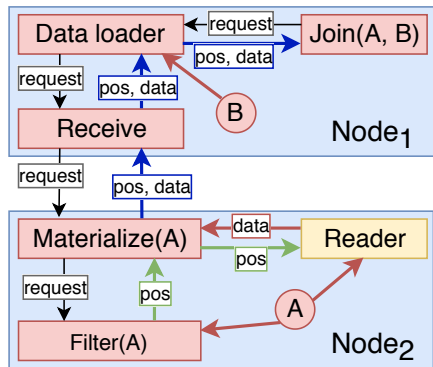 Data loader
request
Join(A, B)
pos, data
request
pos, data
B
Receive
Node1
request
pos, data
Materialize(A)
data
Reader
pos
request
pos
A
Filter(A)
Node2